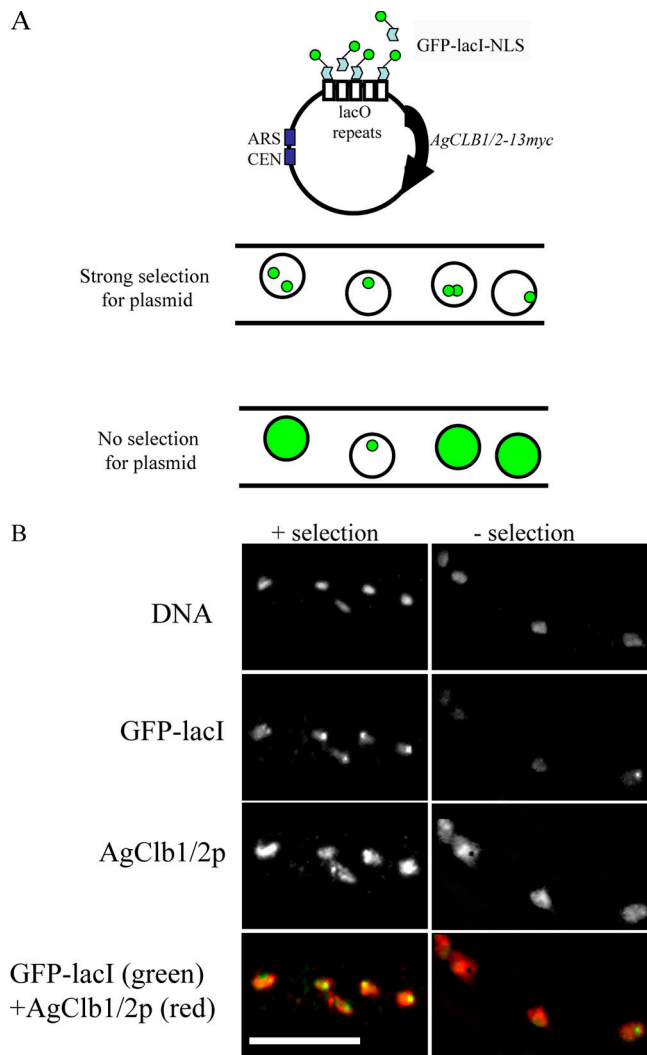 A
GFP-lacI-NLS
lacO
repeats
ARS
CEN
AgCLB1/2-13myc
Strong selection
for plasmid
No selection
for plasmid
B
+ selection
- selection
DNA
GFP-lacI
AgClb1/2p
GFP-lacI (green)
+AgClb1/2p (red)